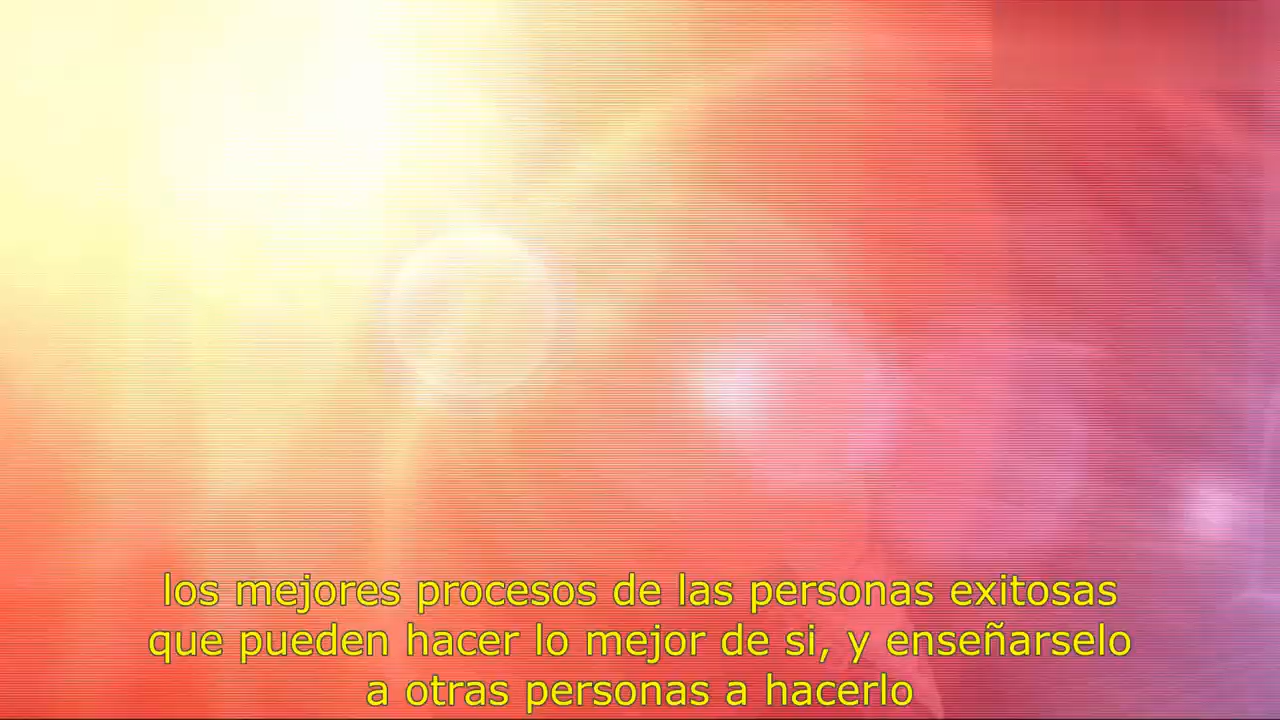 los mejores procesos de las personas exitosas
que pueden hacer lo mejor de si, y enseñarselo
a otras personas a hacerlo